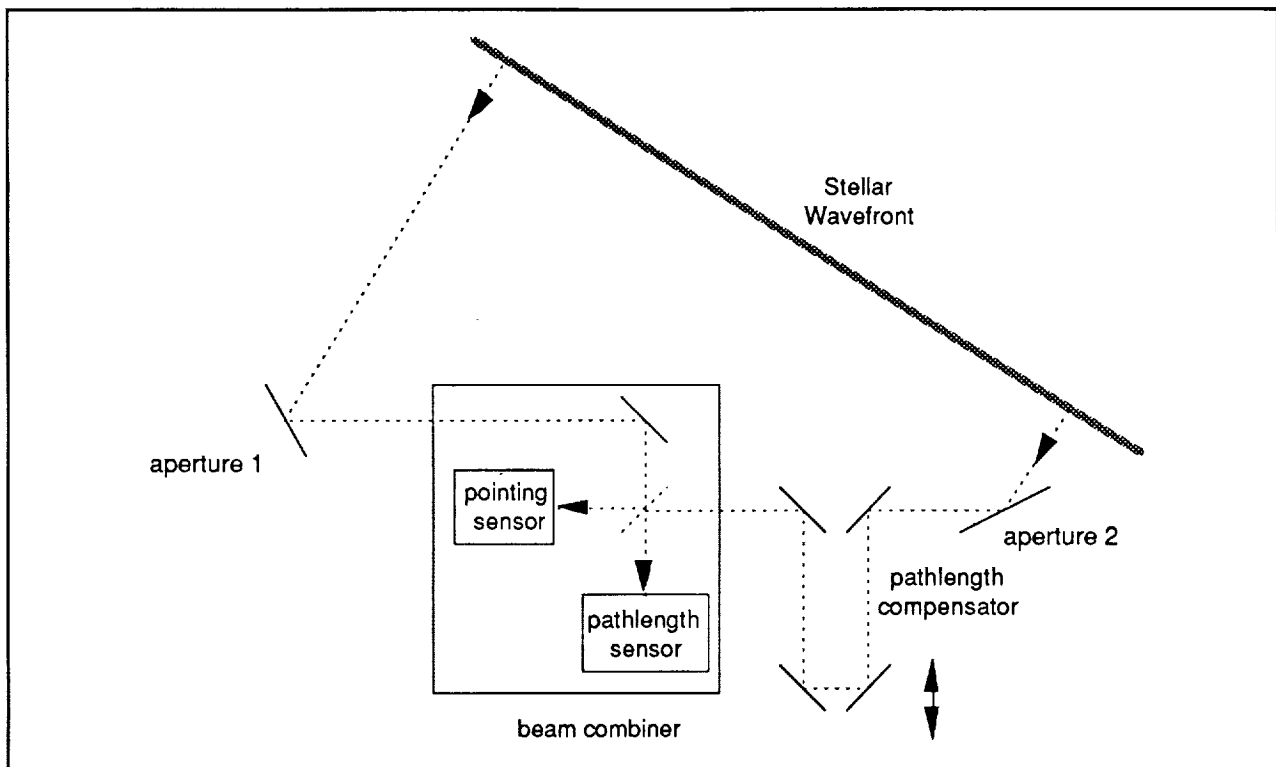 Stellar
Wavefront
aperture 1
pointing
sensor
aperture 2
pathlength
compensator
pathlength
sensor
beam combiner